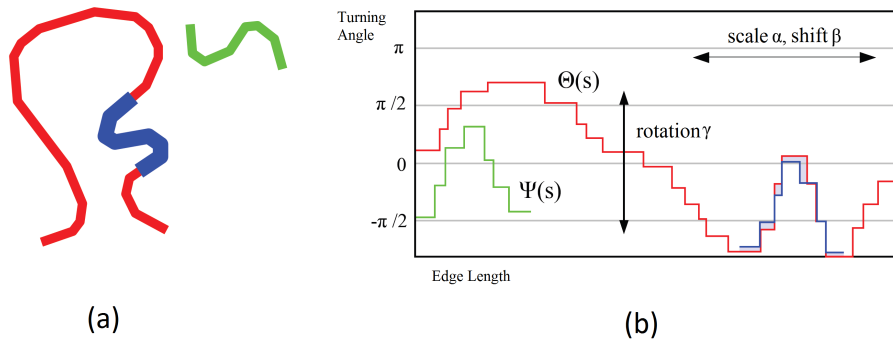 Turning
Angle
π
π /2
0
-π /2
Θ(s)
Ψ(s)
rotation γ
scale α, shift β
Edge Length
(a)
(b)